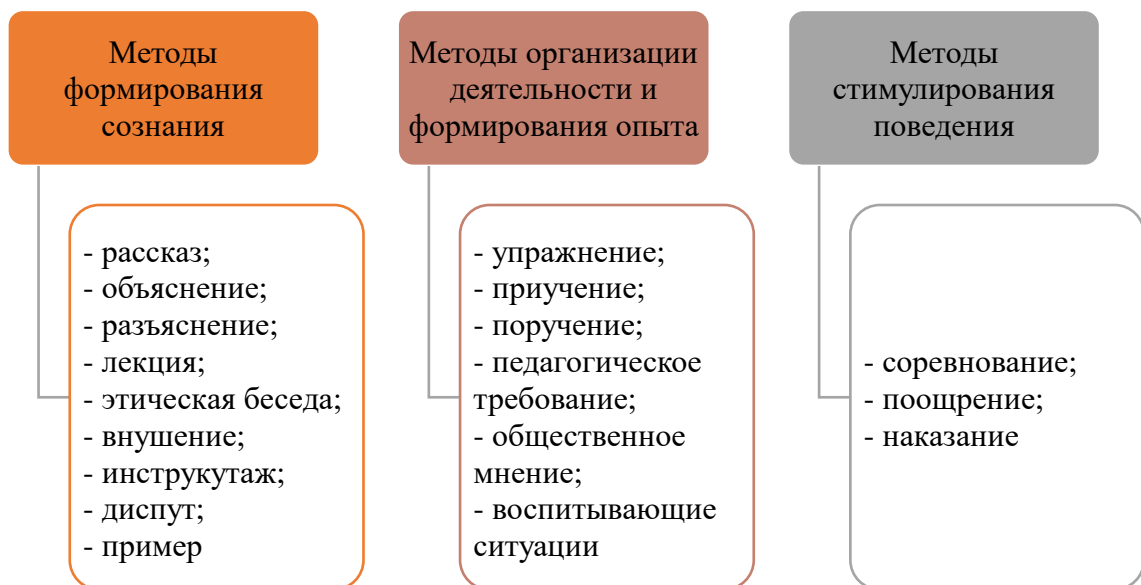 Методы
формирования
сознания
- рассказ;
- объяснение;
- разъяснение;
- лекция;
- этическая беседа;
- внушение;
- инструкутаж;
- диспут;
- пример
Методы организации
деятельности и
формирования опыта
- упражнение;
- приучение;
- поручение;
- педагогическое
требование;
- общественное
мнение;
- воспитывающие
ситуации
Методы
стимулирования
поведения
- соревнование;
- поощрение;
- наказание